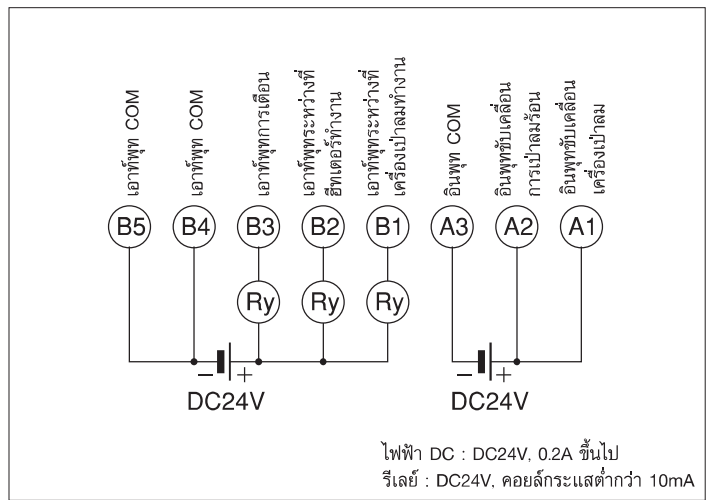 เอาท์พุท COM
เอาท์พุท COM
เอาท์พุทการเตือน
เอาท์พุทระหว่างที่
ฮีทเตอร์ทำงาน
เอาท์พุทระหว่างที่
เครื่องเป่าลมทำงาน
อินพุท COM
อินพุทขับเคลื่อน
การเป่าลมร้อน
อินพุทขับเคลื่อน
เครื่องเป่าลม
B5 B4 B3 B2 B1 A3 A2 A1
Ry Ry Ry
− + − +
DC24V DC24V
ไฟฟ้า DC : DC24V, 0.2A ขึ้นไป
รีเลย์ : DC24V, คอยล์กระแสต่ำกว่า 10mA